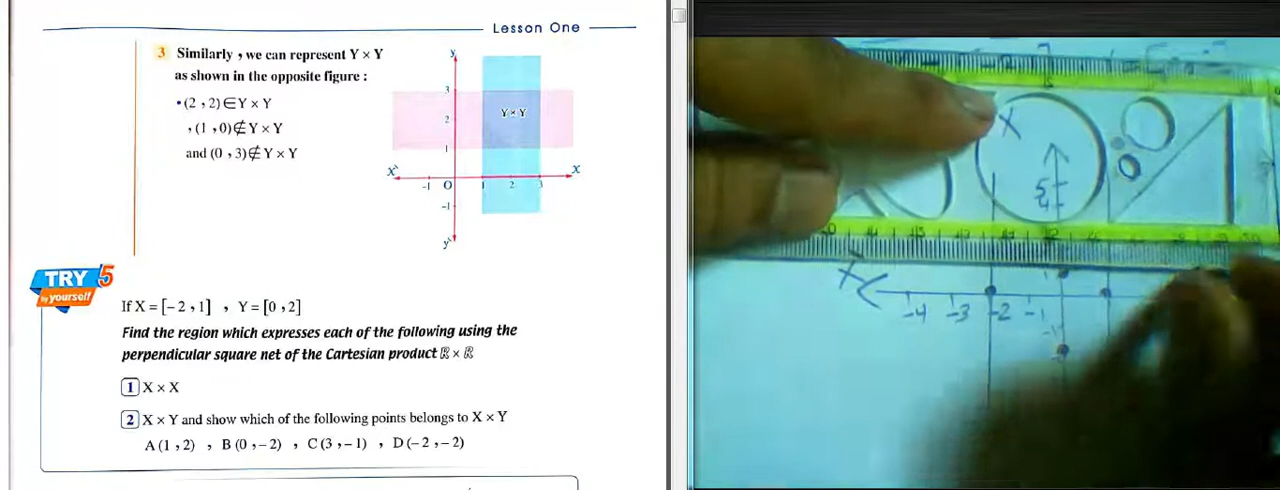 Lesson One
3 Similarly , we can represent Y × Y
as shown in the opposite figure :
• (2 , 2) ∈ Y × Y
, (1 , 0) ∉ Y × Y
and (0 , 3) ∉ Y × Y
y
3
2
Y × Y
1
x̀ -1 O 1 2 3 x
-1
ỳ
TRY 5
by yourself
If X = [– 2 , 1] , Y = [0 , 2]
Find the region which expresses each of the following using the
perpendicular square net of the Cartesian product ℝ × ℝ
1 X × X
2 X × Y and show which of the following points belongs to X × Y
A (1 , 2) , B (0 , – 2) , C (3 , – 1) , D (– 2 , – 2)
X
5
4
-4 -3 -2 -1